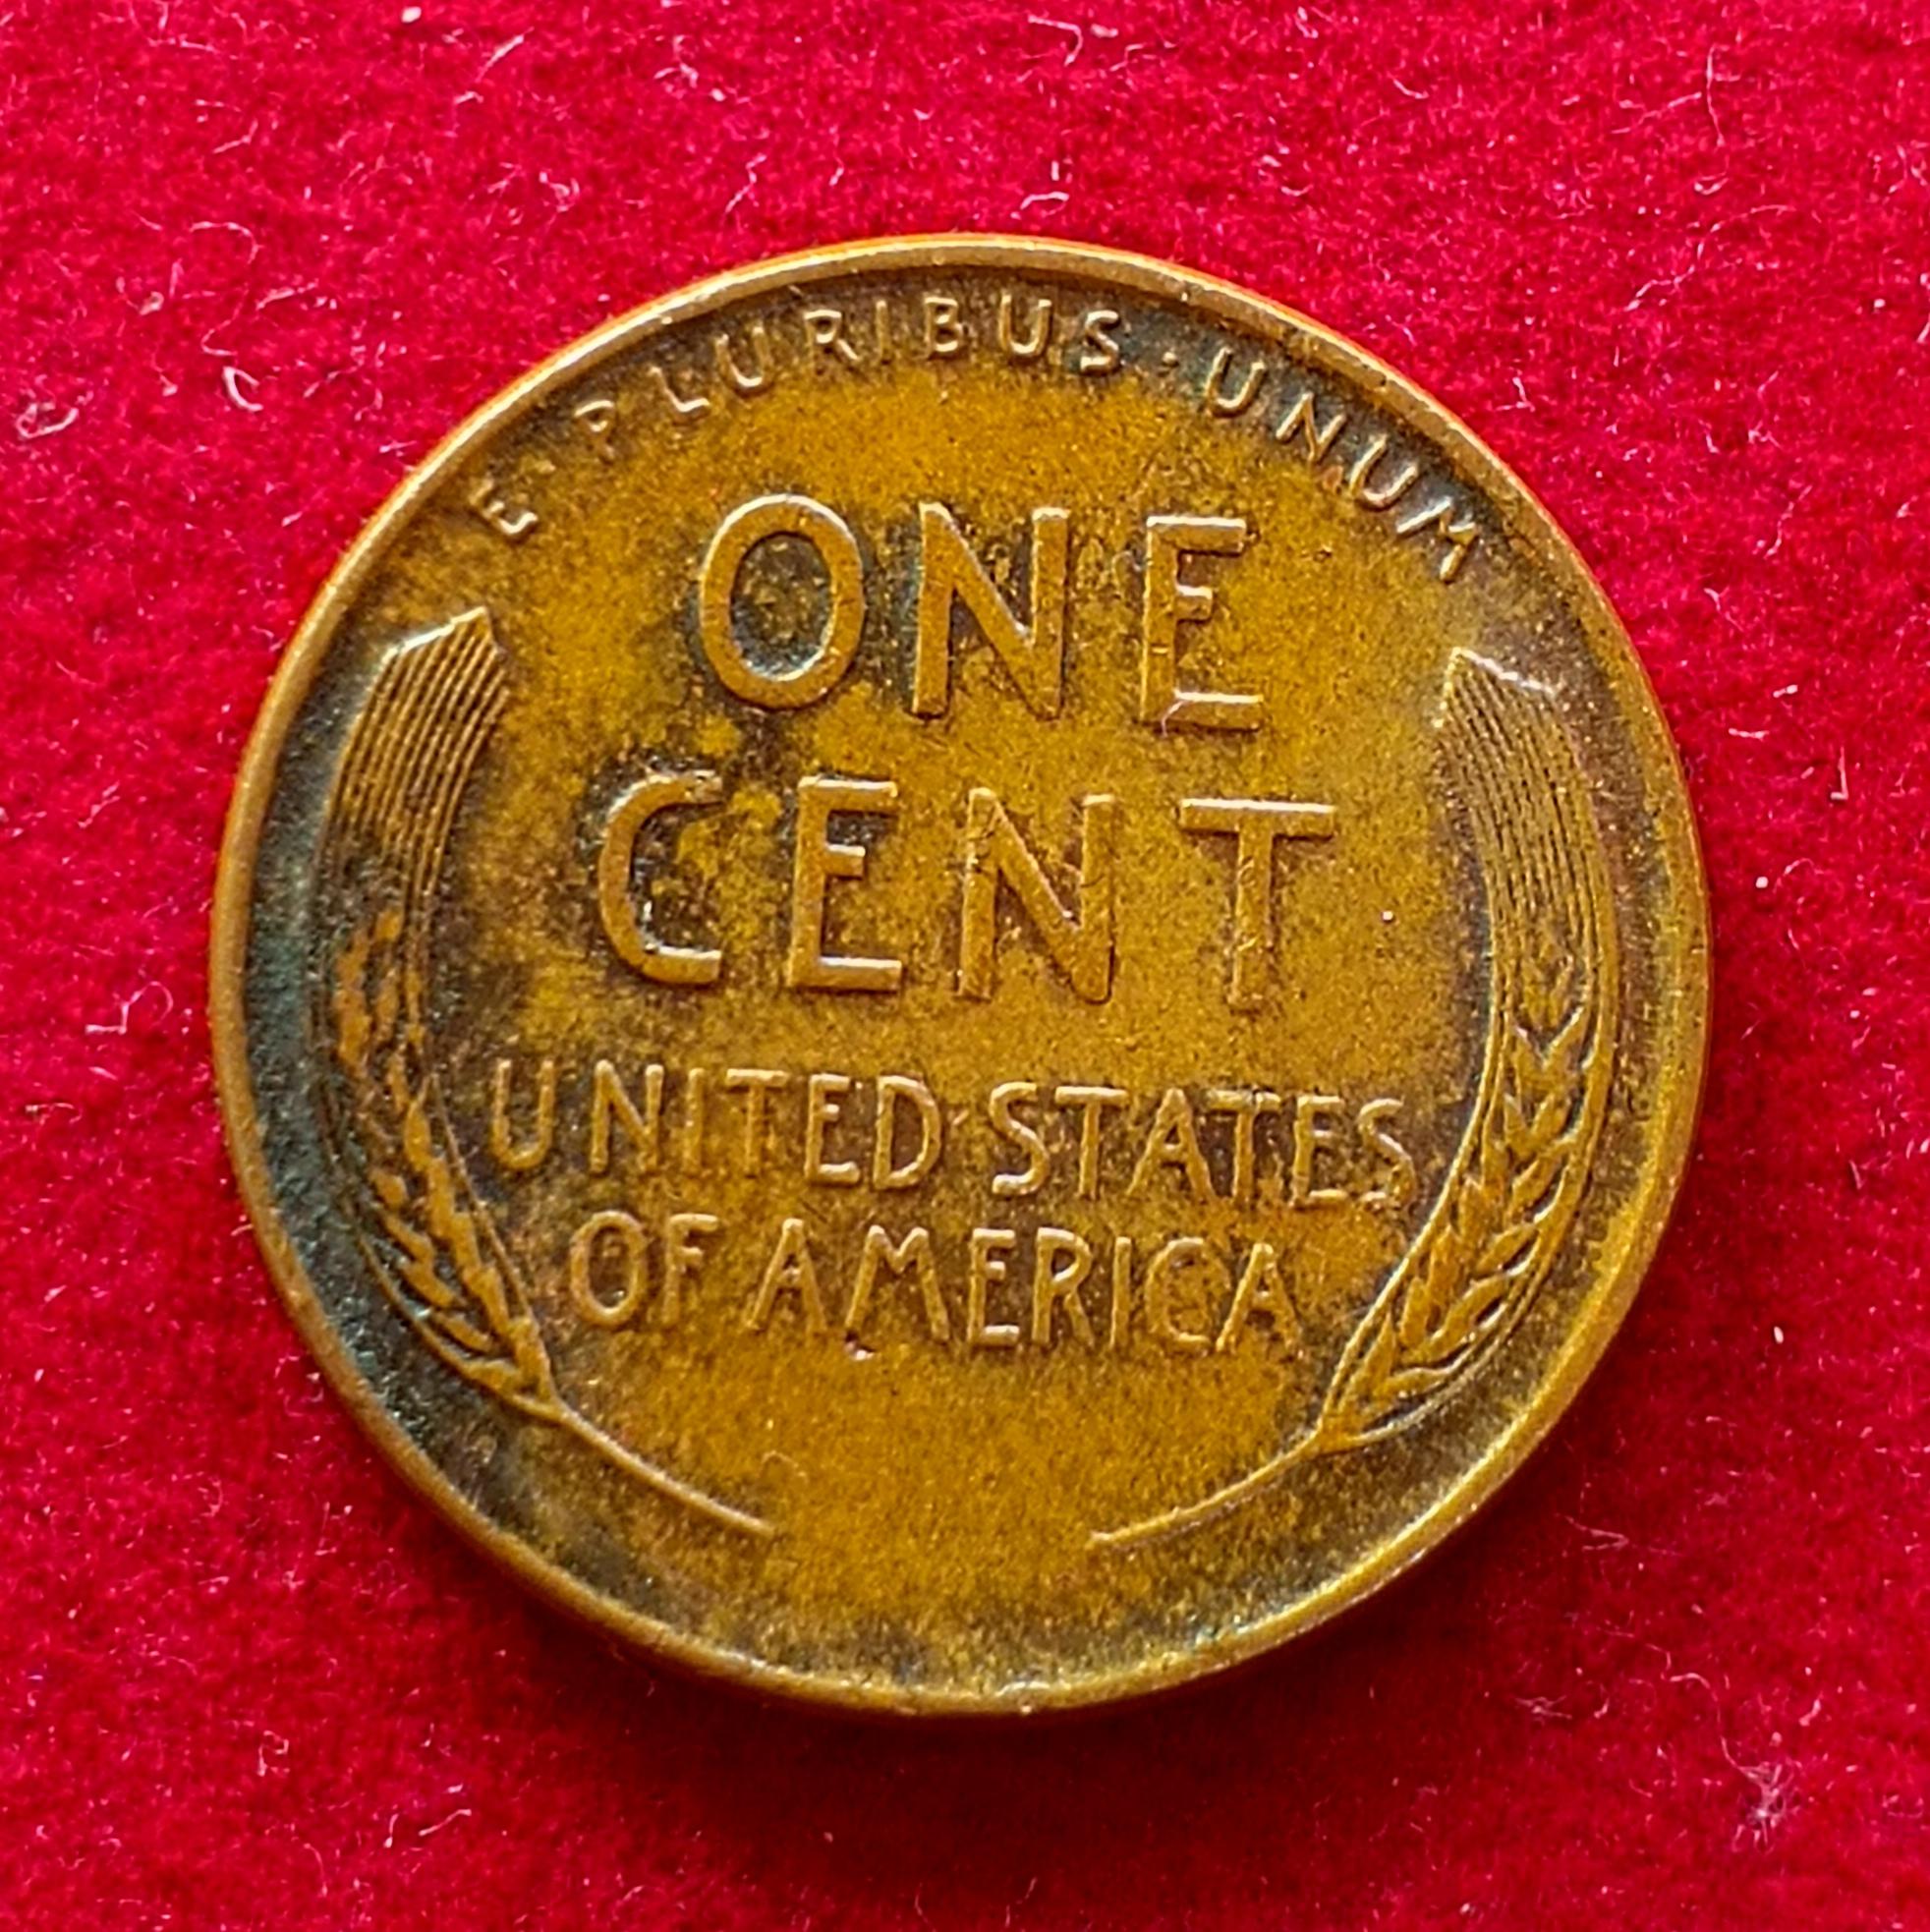 E·PLURIBUS·UNUM
ONE
CENT
UNITED STATES
OF AMERICA